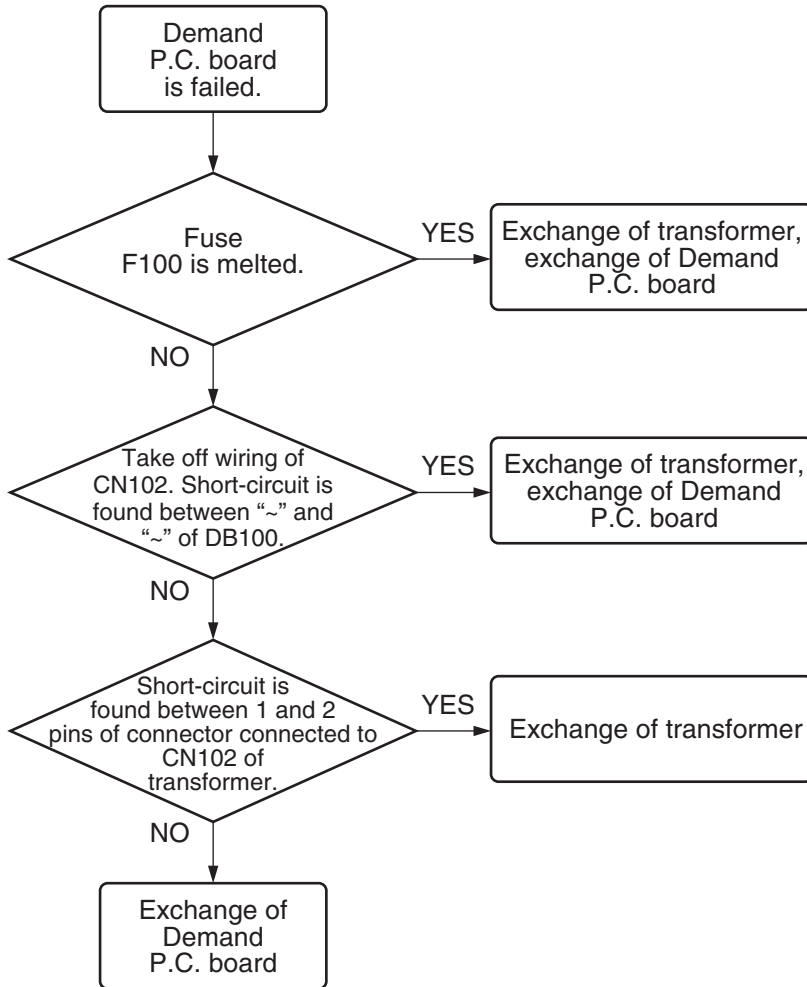 Demand
P.C. board
is failed.
Fuse
F100 is melted.
YES
Exchange of transformer,
exchange of Demand
P.C. board
NO
Take off wiring of
CN102. Short-circuit is
found between “~” and
“~” of DB100.
YES
Exchange of transformer,
exchange of Demand
P.C. board
NO
Short-circuit is
found between 1 and 2
pins of connector connected to
CN102 of
transformer.
YES
Exchange of transformer
NO
Exchange of
Demand
P.C. board